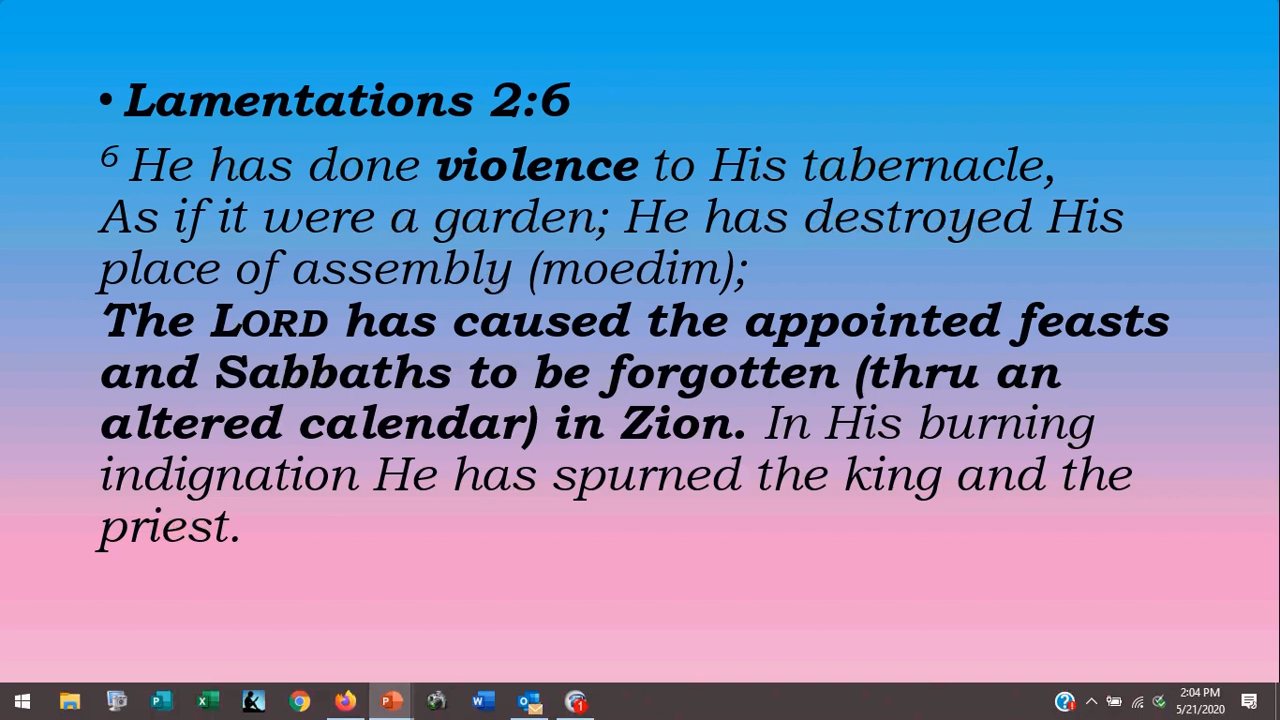 • Lamentations 2:6
6 He has done violence to His tabernacle,
As if it were a garden; He has destroyed His
place of assembly (moedim);
The LORD has caused the appointed feasts
and Sabbaths to be forgotten (thru an
altered calendar) in Zion. In His burning
indignation He has spurned the king and the
priest.
2:04 PM
5/21/2020